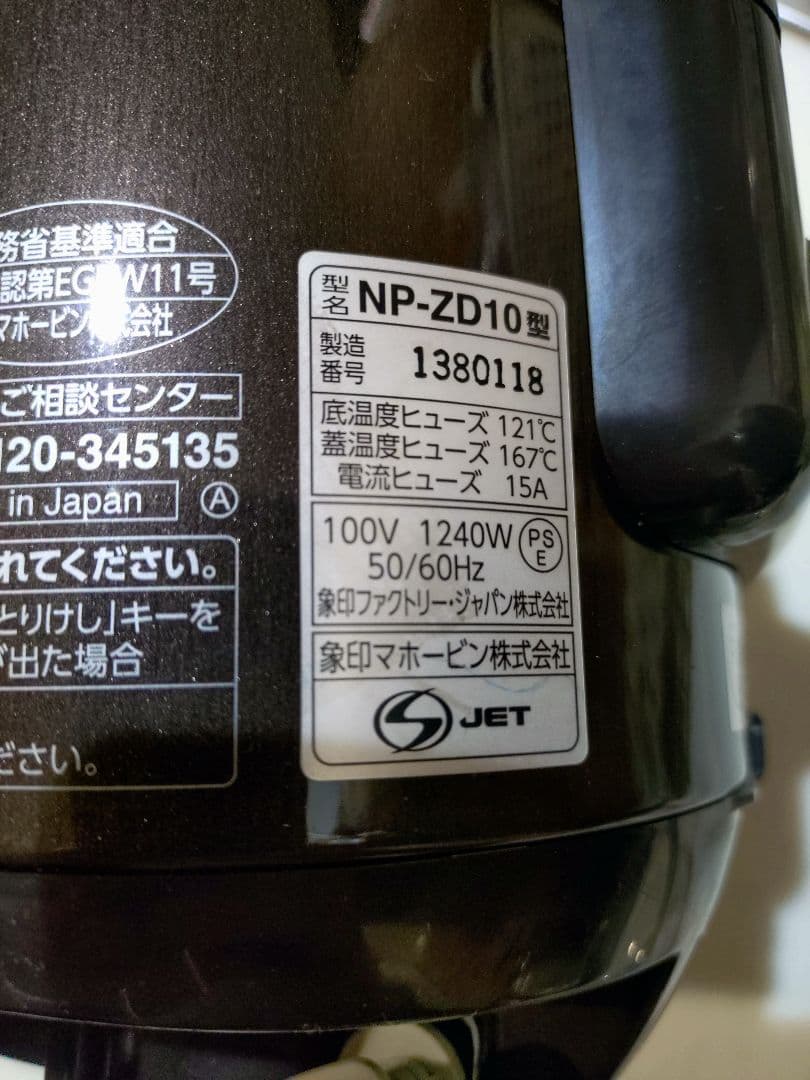 務省基準適合
認第EC W11号
マホービン 式会社
ご相談センター
120-345135
in Japan Ⓐ
れてください。
とりけし」キーを
が出た場合
ださい。
型名 NP-ZD10型
製造番号 1380118
底温度ヒューズ 121℃
蓋温度ヒューズ 167℃
電流ヒューズ 15A
100V 1240W PSE
50/60Hz
象印ファクトリー・ジャパン株式会社
象印マホービン株式会社
JET